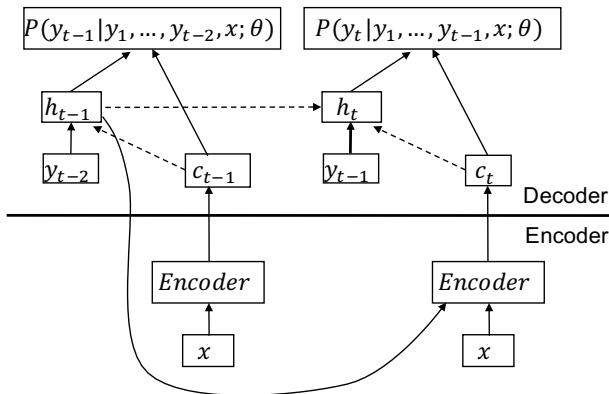 P(y_{t−1}|y_1, …, y_{t−2}, x; θ)
P(y_t|y_1, …, y_{t−1}, x; θ)
h_{t−1}
h_t
y_{t−2}
c_{t−1}
y_{t−1}
c_t
Decoder
Encoder
Encoder
Encoder
x
x